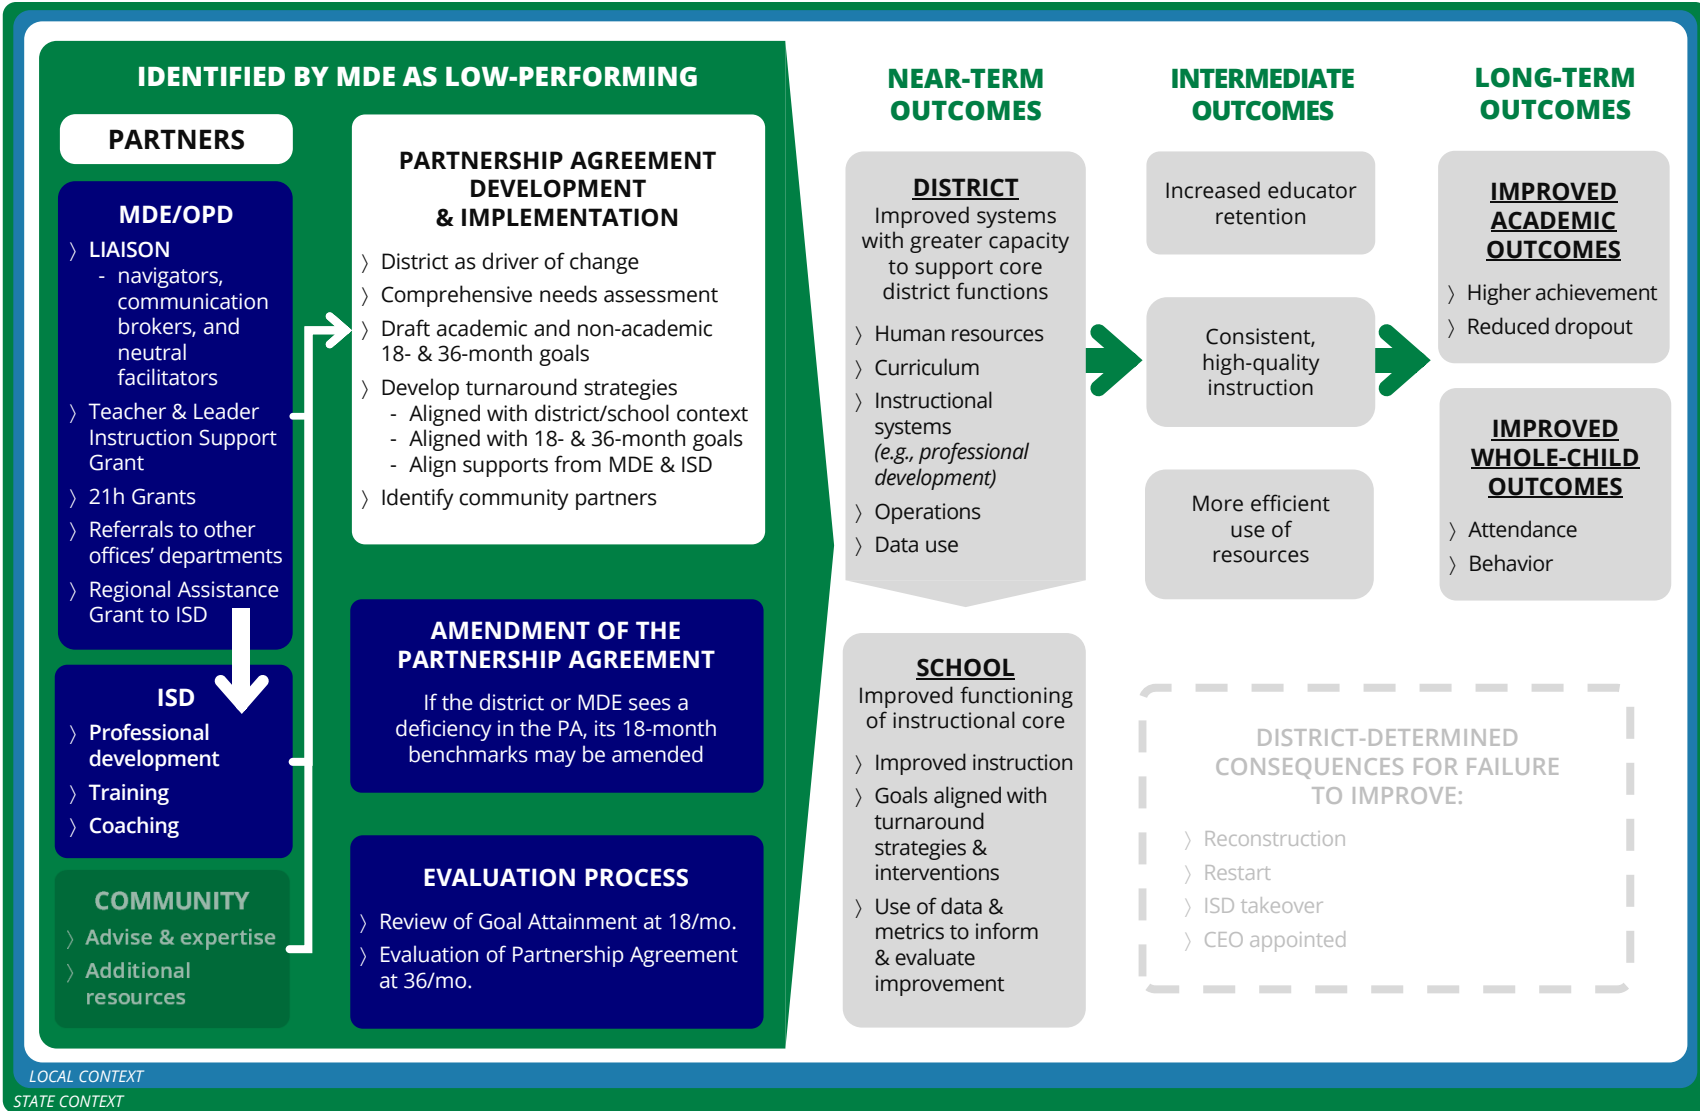 IDENTIFIED BY MDE AS LOW-PERFORMING
PARTNERS
MDE/OPD
〉 LIAISON
- navigators,
communication
brokers, and
neutral
facilitators
〉 Teacher & Leader
Instruction Support
Grant
〉 21h Grants
〉 Referrals to other
offices’ departments
〉 Regional Assistance
Grant to ISD
ISD
〉 Professional
development
〉 Training
〉 Coaching
COMMUNITY
〉 Advise & expertise
〉 Additional
resources
PARTNERSHIP AGREEMENT
DEVELOPMENT
& IMPLEMENTATION
〉 District as driver of change
〉 Comprehensive needs assessment
〉 Draft academic and non-academic
18- & 36-month goals
〉 Develop turnaround strategies
- Aligned with district/school context
- Aligned with 18- & 36-month goals
- Align supports from MDE & ISD
〉 Identify community partners
AMENDMENT OF THE
PARTNERSHIP AGREEMENT
If the district or MDE sees a
deficiency in the PA, its 18-month
benchmarks may be amended
EVALUATION PROCESS
〉 Review of Goal Attainment at 18/mo.
〉 Evaluation of Partnership Agreement
at 36/mo.
NEAR-TERM
OUTCOMES
DISTRICT
Improved systems
with greater capacity
to support core
district functions
〉 Human resources
〉 Curriculum
〉 Instructional
systems
(e.g., professional
development)
〉 Operations
〉 Data use
SCHOOL
Improved functioning
of instructional core
〉 Improved instruction
〉 Goals aligned with
turnaround
strategies &
interventions
〉 Use of data &
metrics to inform
& evaluate
improvement
INTERMEDIATE
OUTCOMES
Increased educator
retention
Consistent,
high-quality
instruction
More efficient
use of
resources
LONG-TERM
OUTCOMES
IMPROVED
ACADEMIC
OUTCOMES
〉 Higher achievement
〉 Reduced dropout
IMPROVED
WHOLE-CHILD
OUTCOMES
〉 Attendance
〉 Behavior
DISTRICT-DETERMINED
CONSEQUENCES FOR FAILURE
TO IMPROVE:
〉 Reconstruction
〉 Restart
〉 ISD takeover
〉 CEO appointed
LOCAL CONTEXT
STATE CONTEXT